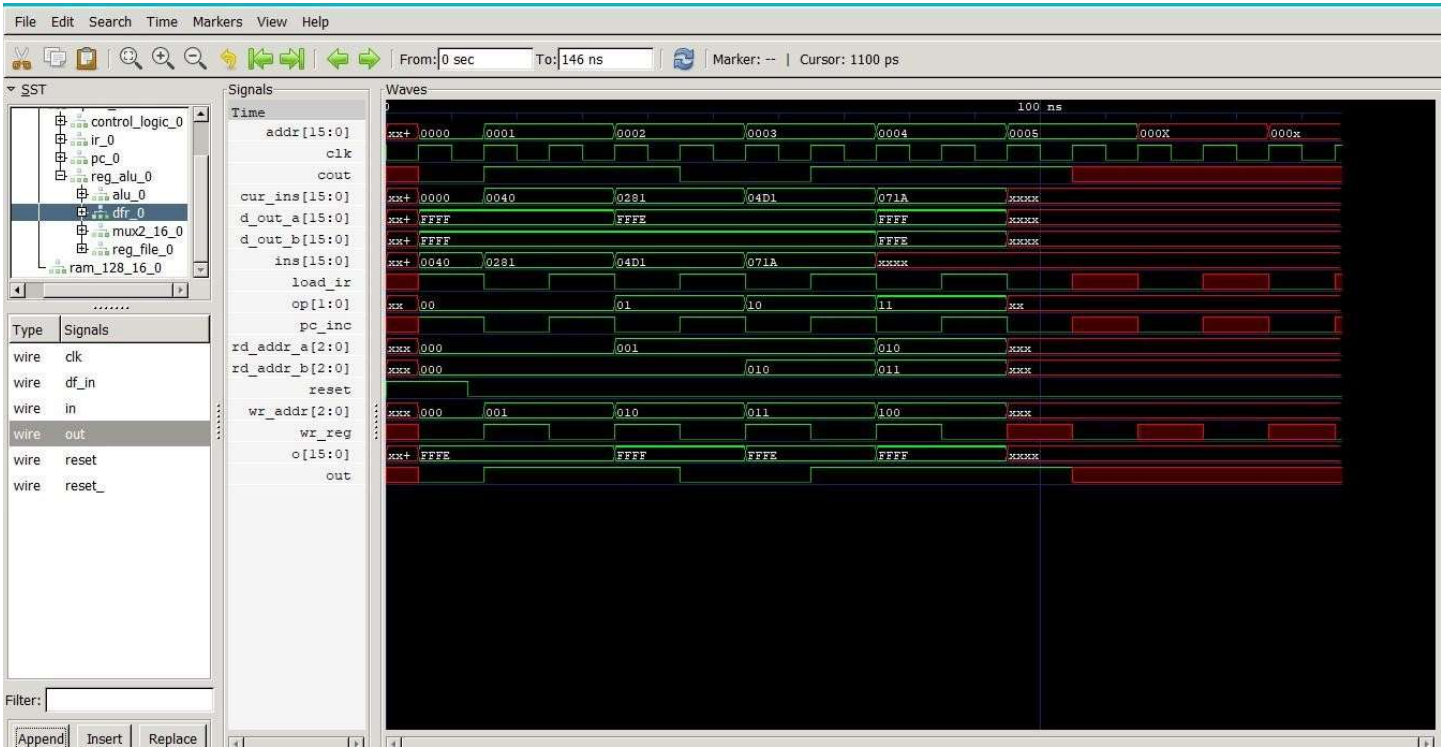 File Edit Search Time Markers View Help
From: 0 sec To: 146 ns Marker: -- | Cursor: 1100 ps
SST
control_logic_0
ir_0
pc_0
reg_alu_0
alu_0
dfr_0
mux2_16_0
reg_file_0
ram_128_16_0
Type Signals
wire clk
wire df_in
wire in
wire out
wire reset
wire reset_
Filter:
Append Insert Replace
Signals
Time
addr[15:0]
clk
cout
cur_ins[15:0]
d_out_a[15:0]
d_out_b[15:0]
ins[15:0]
load_ir
op[1:0]
pc_inc
rd_addr_a[2:0]
rd_addr_b[2:0]
reset
wr_addr[2:0]
wr_reg
o[15:0]
out
Waves
100 ns
xx+ 0000 0001 0002 0003 0004 0005 000X 000x
xx+ 0000 0040 0281 04D1 071A xxxx
xx+ FFFF FFFE FFFF xxxx
xx+ FFFF FFFE xxxx
xx+ 0040 0281 04D1 071A xxxx
xx 00 01 10 11 xx
xxx 000 001 010 xxx
xxx 000 010 011 xxx
xxx 000 001 010 011 100 xxx
xx+ FFFE FFFF FFFE FFFF xxxx